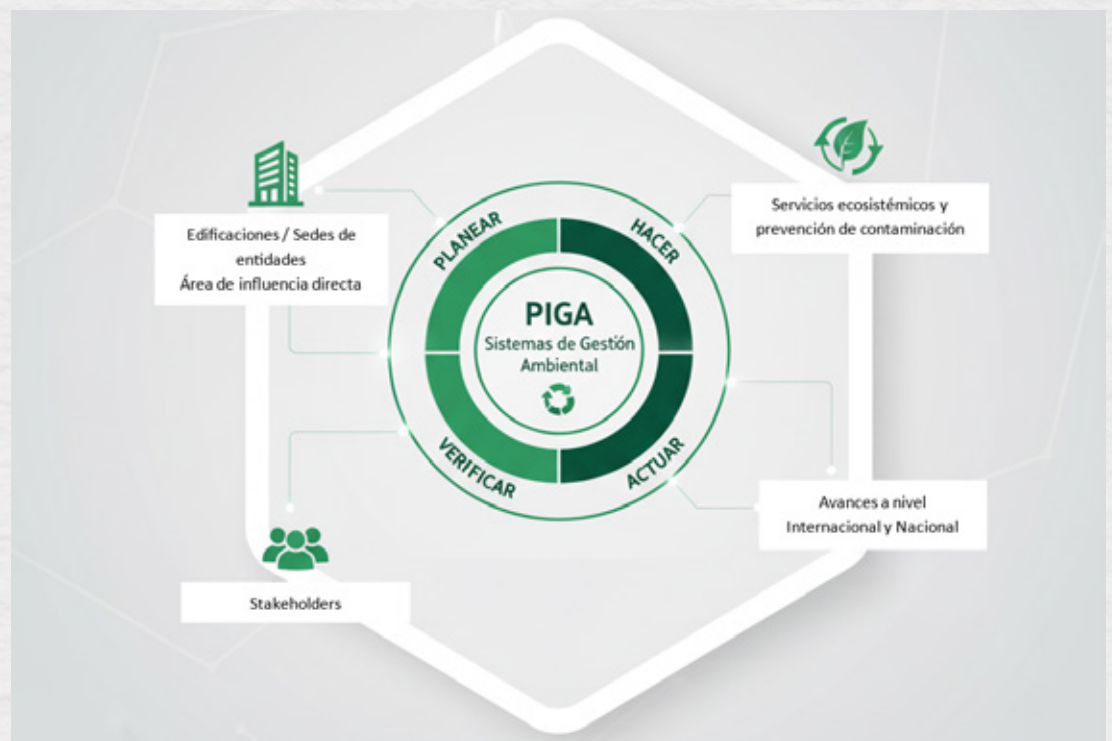 Edificaciones / Sedes de
entidades
Área de influencia directa
Servicios ecosistémicos y
prevención de contaminación
PLANEAR
HACER
PIGA
Sistemas de Gestión
Ambiental
VERIFICAR
ACTUAR
Avances a nivel
Internacional y Nacional
Stakeholders